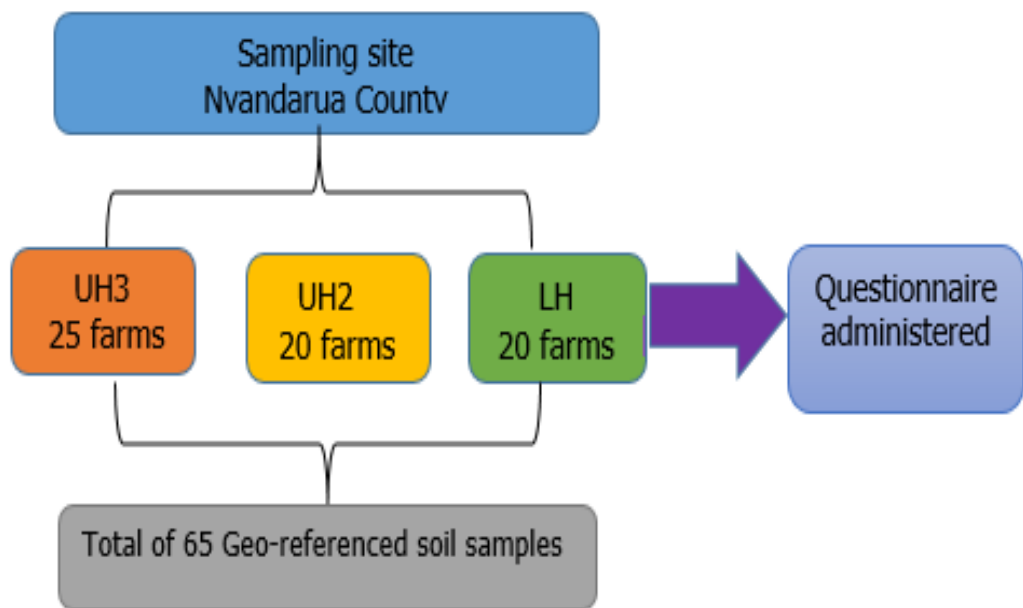 Sampling site
Nvandarua Countv
UH3
25 farms
UH2
20 farms
LH
20 farms
Questionnaire
administered
Total of 65 Geo-referenced soil samples